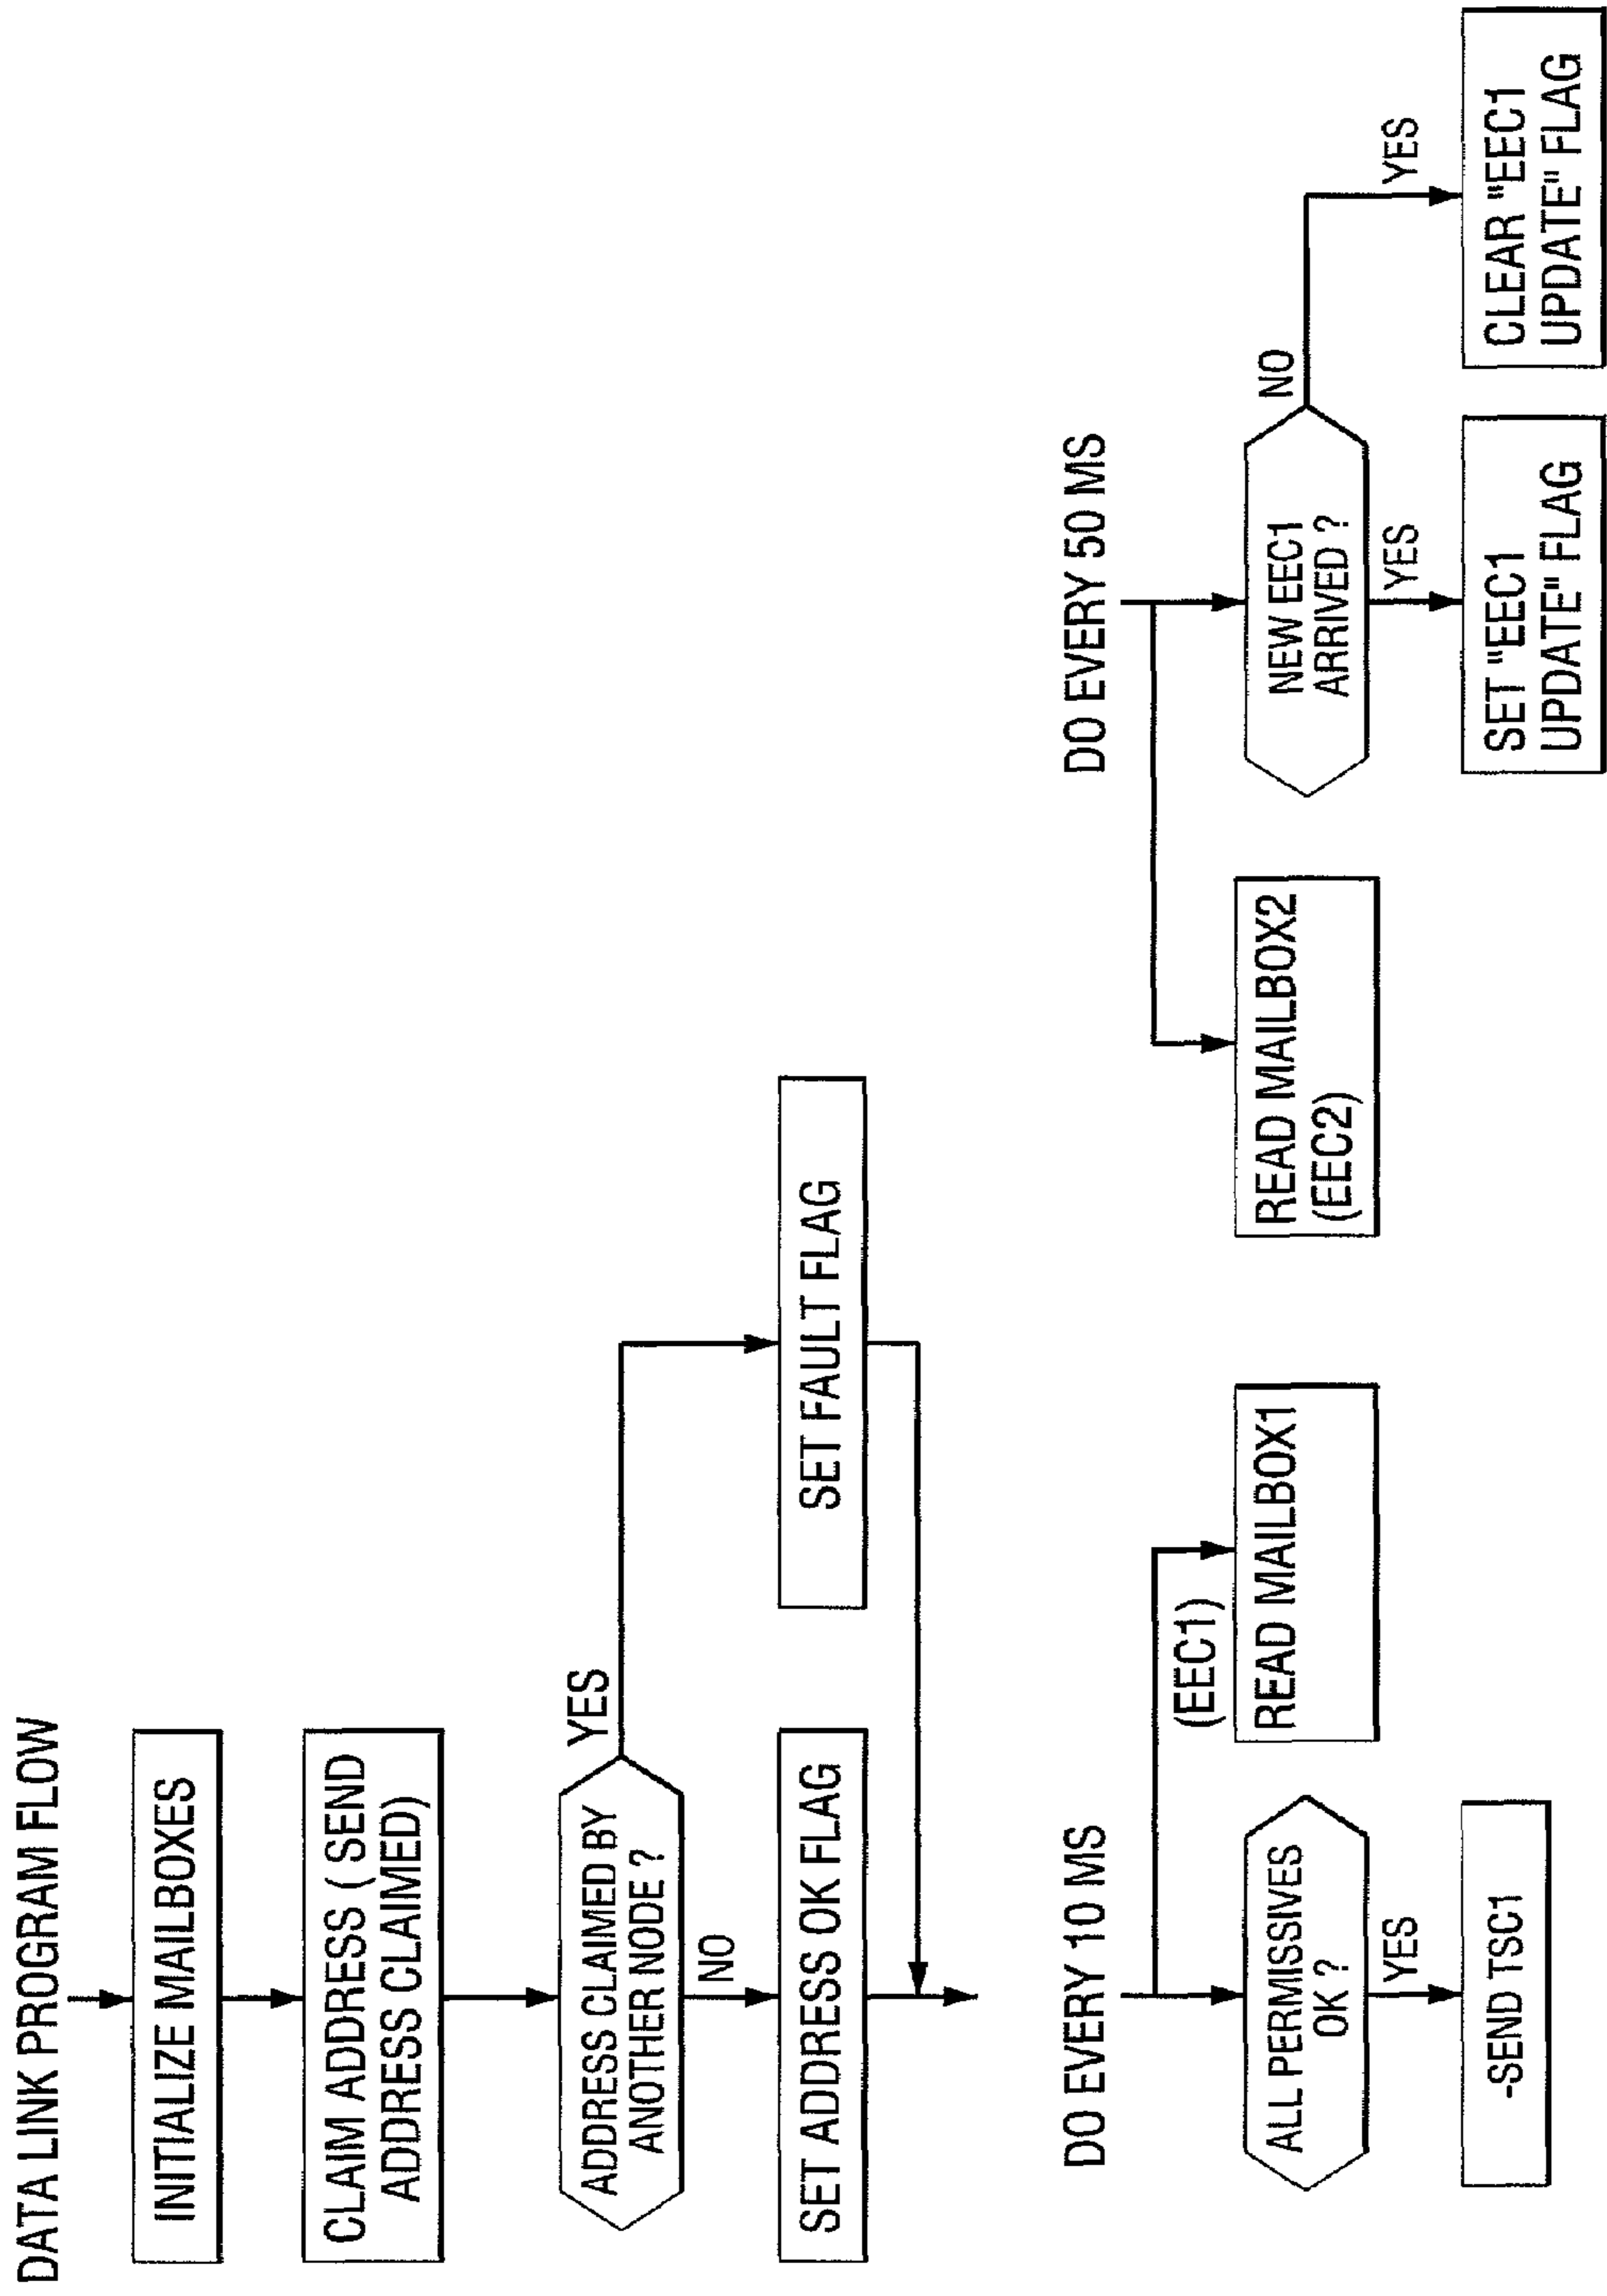 DATA LINK PROGRAM FLOW
INITIALIZE MAILBOXES
CLAIM ADDRESS ( SEND
ADDRESS CLAIMED)
ADDRESS CLAIMED BY
ANOTHER NODE ?
YES
NO
SET ADDRESS OK FLAG
SET FAULT FLAG
DO EVERY 10 MS
(EEC1)
ALL PERMISSIVES
OK ?
READ MAILBOX1
YES
-SEND TSC1
DO EVERY 50 MS
READ MAILBOX2
(EEC2)
NEW EEC1
ARRIVED ?
NO
YES
YES
SET "EEC1
UPDATE" FLAG
CLEAR "EEC1
UPDATE" FLAG